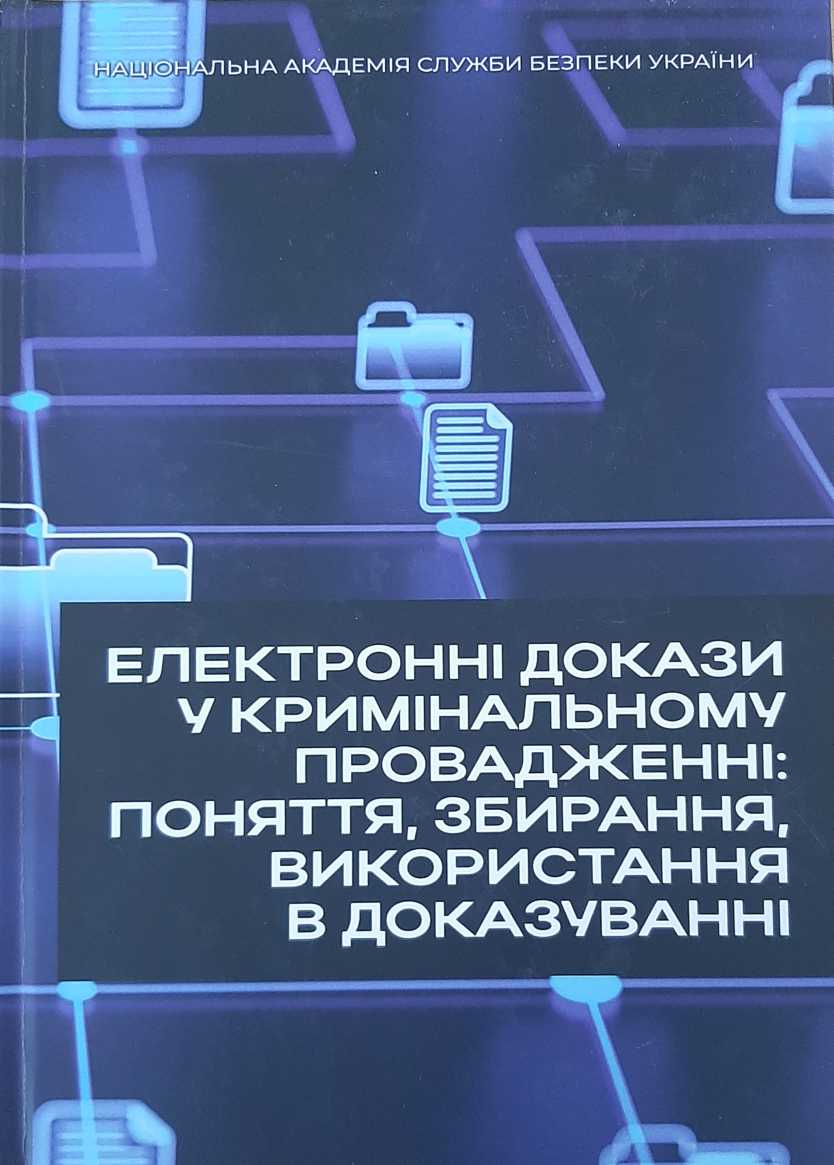 НАЦІОНАЛЬНА АКАДЕМІЯ СЛУЖБИ БЕЗПЕКИ УКРАЇНИ
ЕЛЕКТРОННІ ДОКАЗИ
У КРИМІНАЛЬНОМУ
ПРОВАДЖЕННІ:
ПОНЯТТЯ, ЗБИРАННЯ,
ВИКОРИСТАННЯ
В ДОКАЗУВАННІ